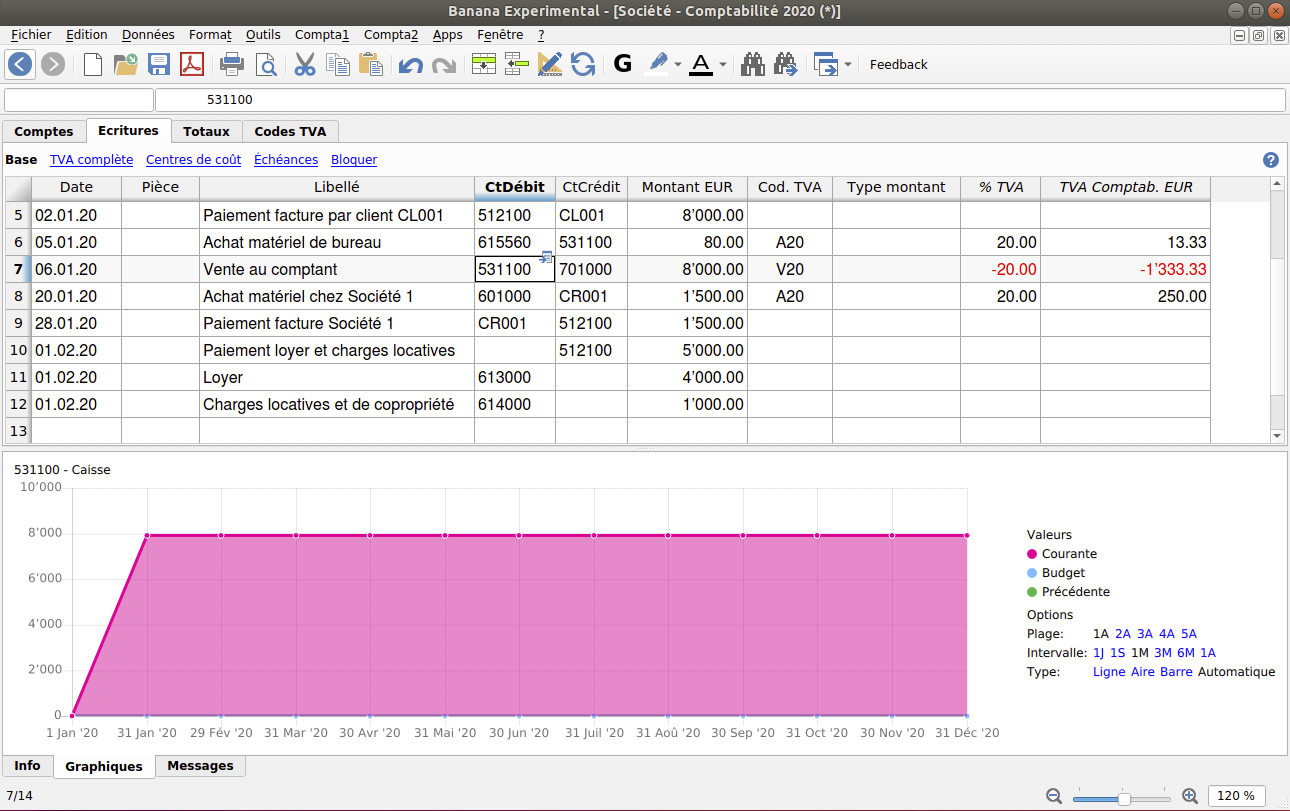 Banana Experimental - [Société - Comptabilité 2020 (*)]
Fichier Edition Données Format Outils Compta1 Compta2 Apps Fenêtre ?
G A Feedback
531100
Comptes Ecritures Totaux Codes TVA
Base TVA complète Centres de coût Échéances Bloquer ?
Date Pièce Libellé CtDébit CtCrédit Montant EUR Cod. TVA Type montant % TVA TVA Comptab. EUR
5 02.01.20 Paiement facture par client CL001 512100 CL001 8’000.00
6 05.01.20 Achat matériel de bureau 615560 531100 80.00 A20 20.00 13.33
7 06.01.20 Vente au comptant 531100 701000 8’000.00 V20 -20.00 -1’333.33
8 20.01.20 Achat matériel chez Société 1 601000 CR001 1’500.00 A20 20.00 250.00
9 28.01.20 Paiement facture Société 1 CR001 512100 1’500.00
10 01.02.20 Paiement loyer et charges locatives 512100 5’000.00
11 01.02.20 Loyer 613000 4’000.00
12 01.02.20 Charges locatives et de copropriété 614000 1’000.00
13
531100 - Caisse
10’000
8’000
6’000
4’000
2’000
0
1 Jan '20 31 Jan '20 29 Fév '20 31 Mar '20 30 Avr '20 31 Mai '20 30 Jun '20 31 Juil '20 31 Aoû '20 30 Sep '20 31 Oct '20 30 Nov '20 31 Déc '20
Valeurs
Courante
Budget
Précédente
Options
Plage: 1A 2A 3A 4A 5A
Intervalle: 1J 1S 1M 3M 6M 1A
Type: Ligne Aire Barre Automatique
Info Graphiques Messages
7/14 120 %